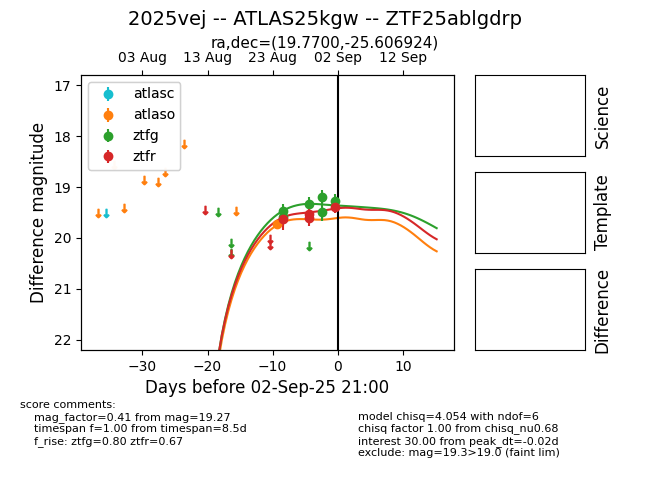 2025vej -- ATLAS25kgw -- ZTF25ablgdrp
ra,dec=(19.7700,-25.606924)
03 Aug 13 Aug 23 Aug 02 Sep 12 Sep
17
18
19
20
21
22
Difference magnitude
atlasc
atlaso
ztfg
ztfr
−30 −20 −10 0 10
Days before 02-Sep-25 21:00
Science
Template
Difference
score comments:
mag_factor=0.41 from mag=19.27
timespan f=1.00 from timespan=8.5d
f_rise: ztfg=0.80 ztfr=0.67
model chisq=4.054 with ndof=6
chisq factor 1.00 from chisq_nu0.68
interest 30.00 from peak_dt=-0.02d
exclude: mag=19.3>19.0 (faint lim)